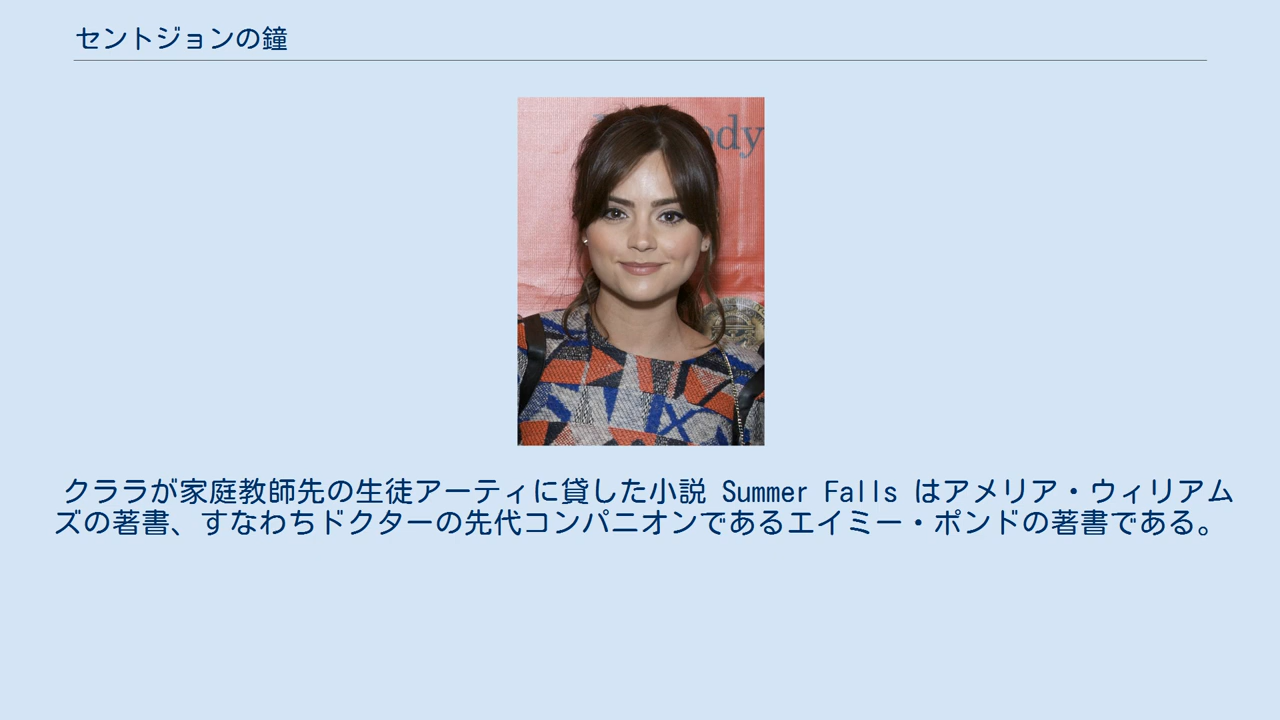 セントジョンの鐘
ody
クララが家庭教師先の生徒アーティに貸した小説 Summer Falls はアメリア・ウィリアム
ズの著書、すなわちドクターの先代コンパニオンであるエイミー・ポンドの著書である。